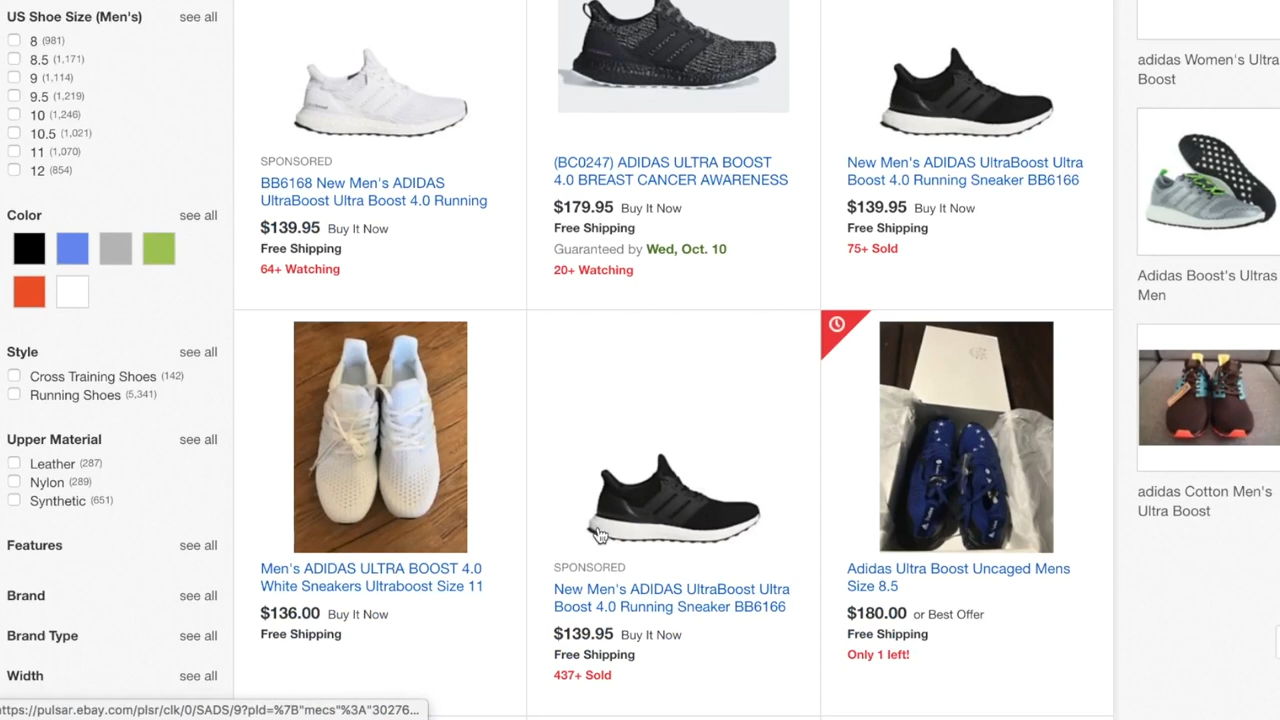 US Shoe Size (Men's) see all
8 (981)
8.5 (1,171)
9 (1,114)
9.5 (1,219)
10 (1,246)
10.5 (1,021)
11 (1,070)
12 (854)
Color see all
Style see all
Cross Training Shoes (142)
Running Shoes (5,341)
Upper Material see all
Leather (287)
Nylon (289)
Synthetic (651)
Features see all
Brand see all
Brand Type see all
Width see all
https://pulsar.ebay.com/plsr/clk/0/SADS/9?pld=%7B"mecs"%3A"30276...
SPONSORED
BB6168 New Men's ADIDAS
UltraBoost Ultra Boost 4.0 Running
$139.95 Buy It Now
Free Shipping
64+ Watching
(BC0247) ADIDAS ULTRA BOOST
4.0 BREAST CANCER AWARENESS
$179.95 Buy It Now
Free Shipping
Guaranteed by Wed, Oct. 10
20+ Watching
New Men's ADIDAS UltraBoost Ultra
Boost 4.0 Running Sneaker BB6166
$139.95 Buy It Now
Free Shipping
75+ Sold
Men's ADIDAS ULTRA BOOST 4.0
White Sneakers Ultraboost Size 11
$136.00 Buy It Now
Free Shipping
SPONSORED
New Men's ADIDAS UltraBoost Ultra
Boost 4.0 Running Sneaker BB6166
$139.95 Buy It Now
Free Shipping
437+ Sold
Adidas Ultra Boost Uncaged Mens
Size 8.5
$180.00 or Best Offer
Free Shipping
Only 1 left!
adidas Women's Ultra
Boost
Adidas Boost's Ultras
Men
adidas Cotton Men's
Ultra Boost